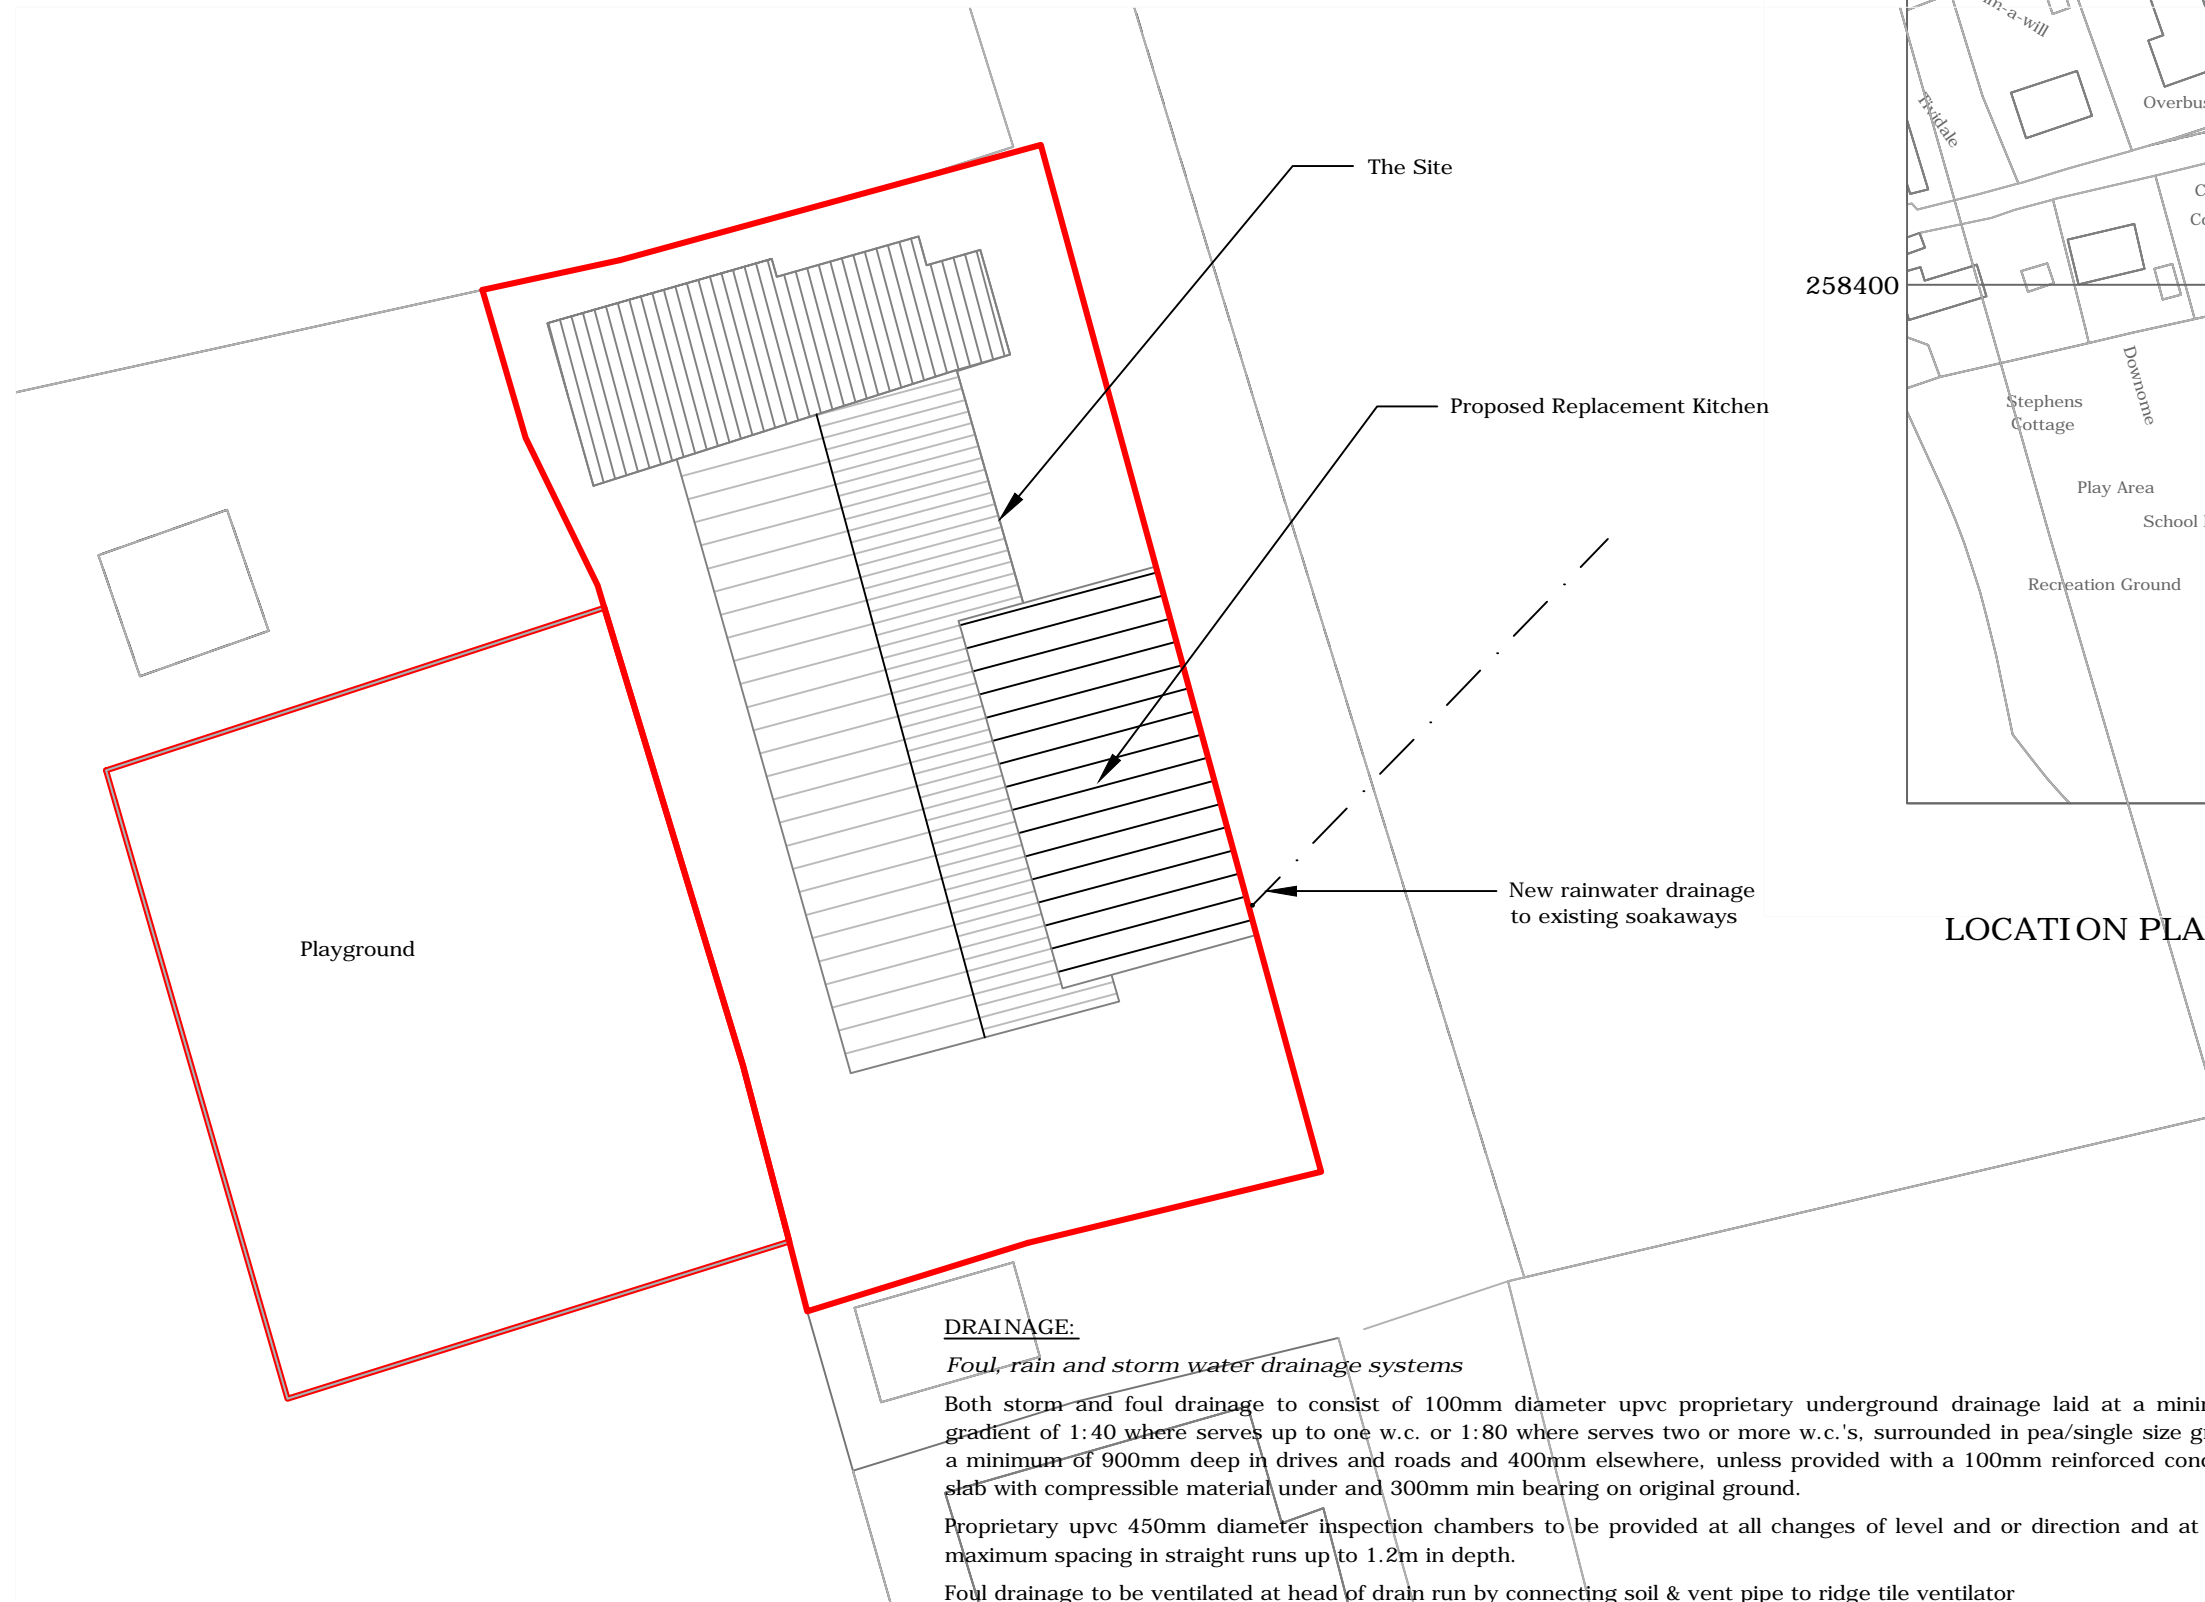 The Site
Proposed Replacement Kitchen
New rainwater drainage
to existing soakaways
Playground
Tividale
258400
Downome
Stephens
Cottage
Play Area
School
Recreation Ground
LOCATION
DRAINAGE:
Foul, rain and storm water drainage systems
Both storm and foul drainage to consist of 100mm diameter upvc proprietary underground drainage laid at a
gradient of 1:40 where serves up to one w.c. or 1:80 where serves two or more w.c.'s, surrounded in pea/single size
a minimum of 900mm deep in drives and roads and 400mm elsewhere, unless provided with a 100mm reinforced
slab with compressible material under and 300mm min bearing on original ground.
Proprietary upvc 450mm diameter inspection chambers to be provided at all changes of level and or direction and at
maximum spacing in straight runs up to 1.2m in depth.
Foul drainage to be ventilated at head of drain run by connecting soil & vent pipe to ridge tile ventilator